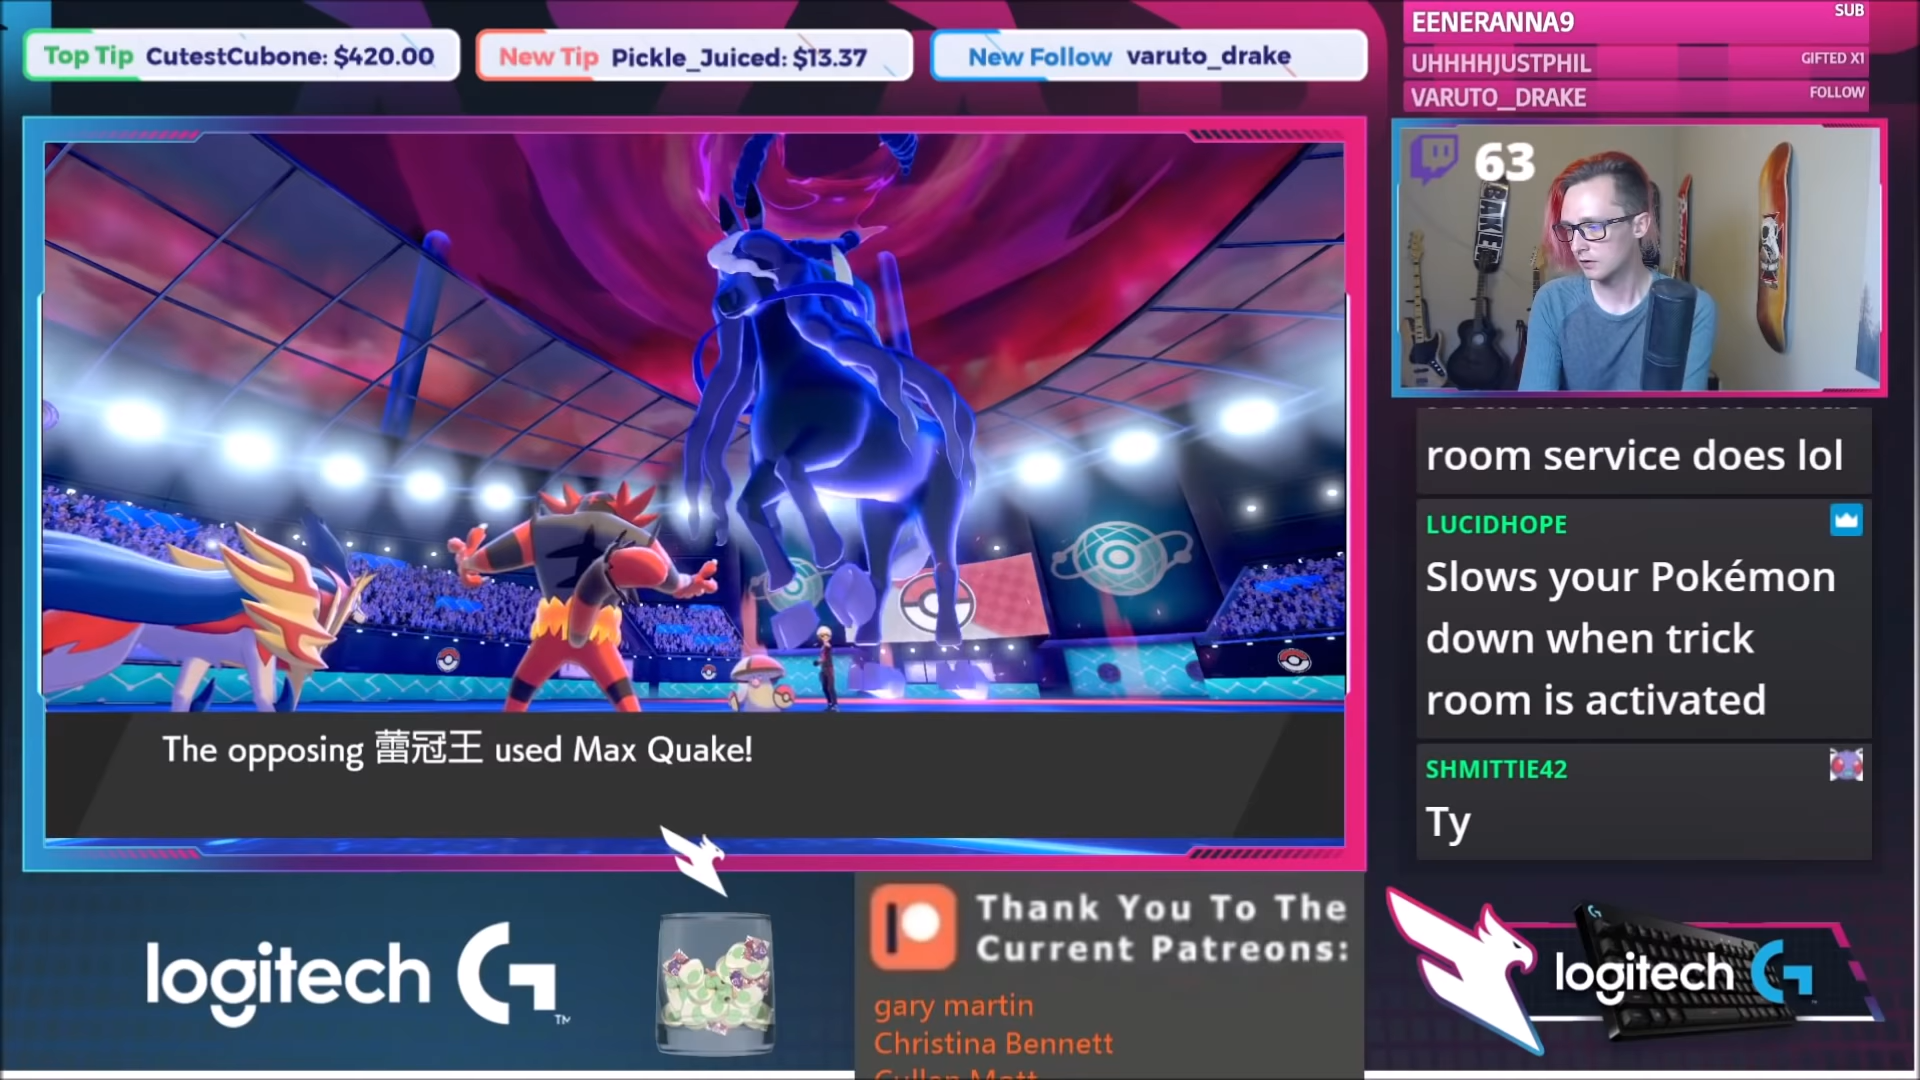 Top Tip CutestCubone: $420.00
New Tip Pickle_Juiced: $13.37
New Follow varuto_drake
EENERANNA9 SUB
UHHHHJUSTPHIL GIFTED X1
VARUTO_DRAKE FOLLOW
63
BAKER
The opposing 蕾冠王 used Max Quake!
room service does lol
LUCIDHOPE
Slows your Pokémon
down when trick
room is activated
SHMITTIE42
Ty
logitech G TM
Thank You To The
Current Patreons:
gary martin
Christina Bennett
logitech G